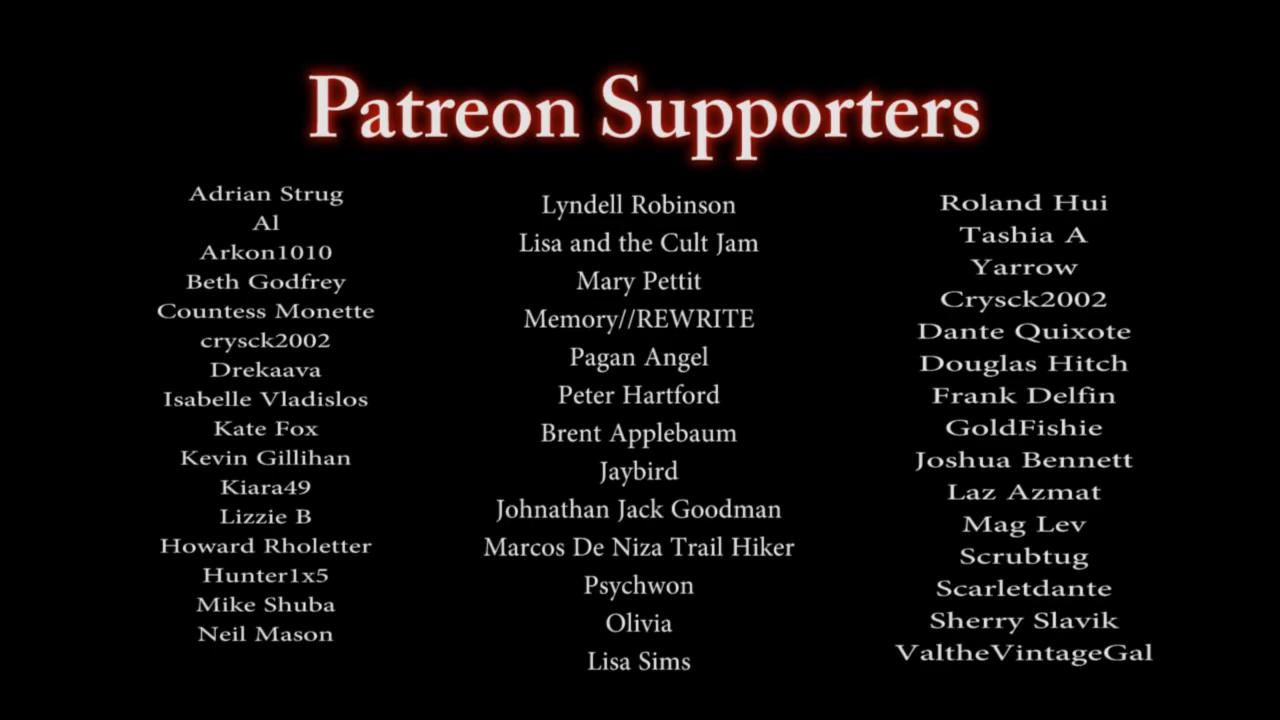 Patreon Supporters
Adrian Strug
Al
Arkon1010
Beth Godfrey
Countess Monette
crysck2002
Drekaava
Isabelle Vladislos
Kate Fox
Kevin Gillihan
Kiara49
Lizzie B
Howard Rholetter
Hunter1x5
Mike Shuba
Neil Mason
Lyndell Robinson
Lisa and the Cult Jam
Mary Pettit
Memory//REWRITE
Pagan Angel
Peter Hartford
Brent Applebaum
Jaybird
Johnathan Jack Goodman
Marcos De Niza Trail Hiker
Psychwon
Olivia
Lisa Sims
Roland Hui
Tashia A
Yarrow
Crysck2002
Dante Quixote
Douglas Hitch
Frank Delfin
GoldFishie
Joshua Bennett
Laz Azmat
Mag Lev
Scrubtug
Scarletdante
Sherry Slavik
ValtheVintageGal